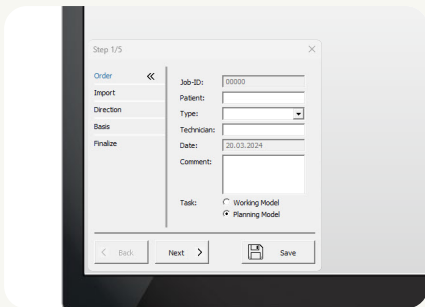 Step 1/5
Order
Import
Direction
Basis
Finalize
Job-ID: 00000
Patient:
Type:
Technician:
Date: 20.03.2024
Comment:
Task: Working Model
Planning Model
Back
Next
Save